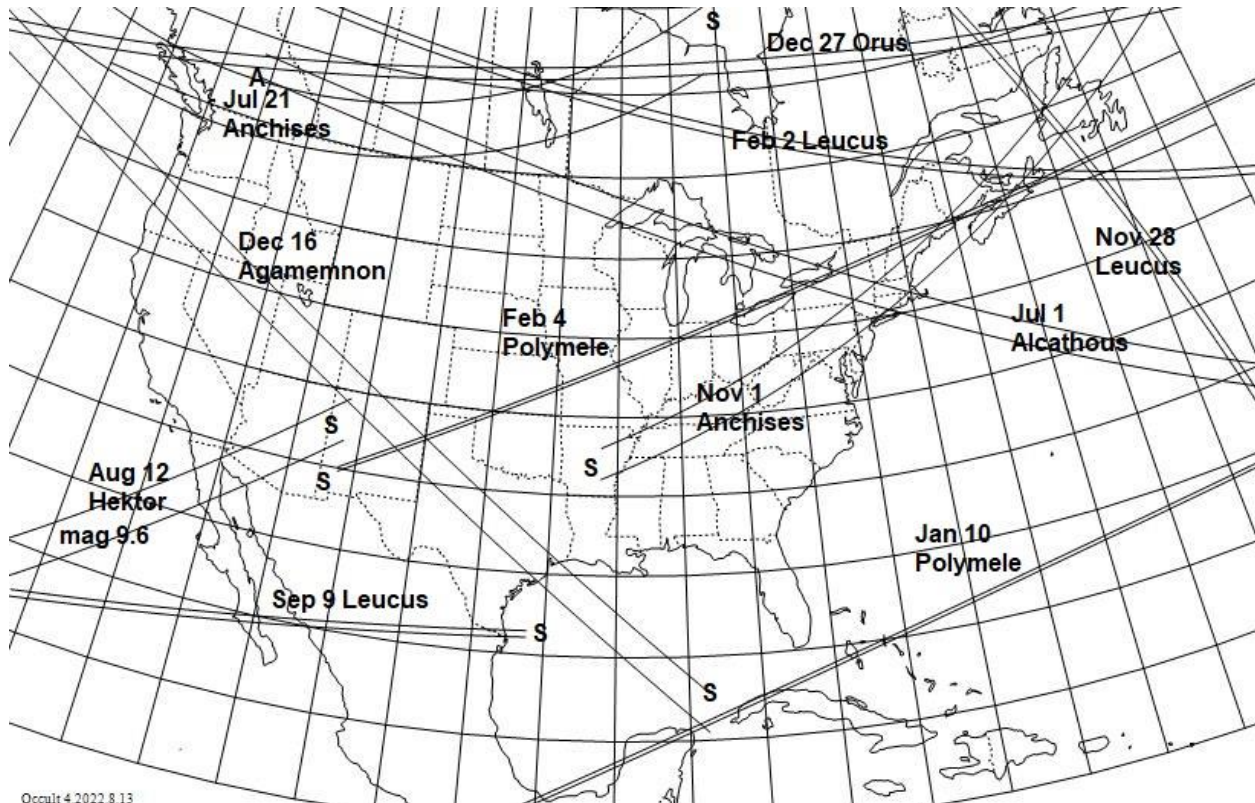 S
Dec 27 Orus
A
Jul 21
Anchises
Feb 2 Leucus
Dec 16
Agamemnon
Nov 28
Leucus
Feb 4
Polymele
Jul 1
Alcathous
Nov 1
Anchises
S
S
S
Aug 12
Hektor
mag 9.6
Jan 10
Polymele
Sep 9 Leucus
S
S
Occult 4.2022.8.13